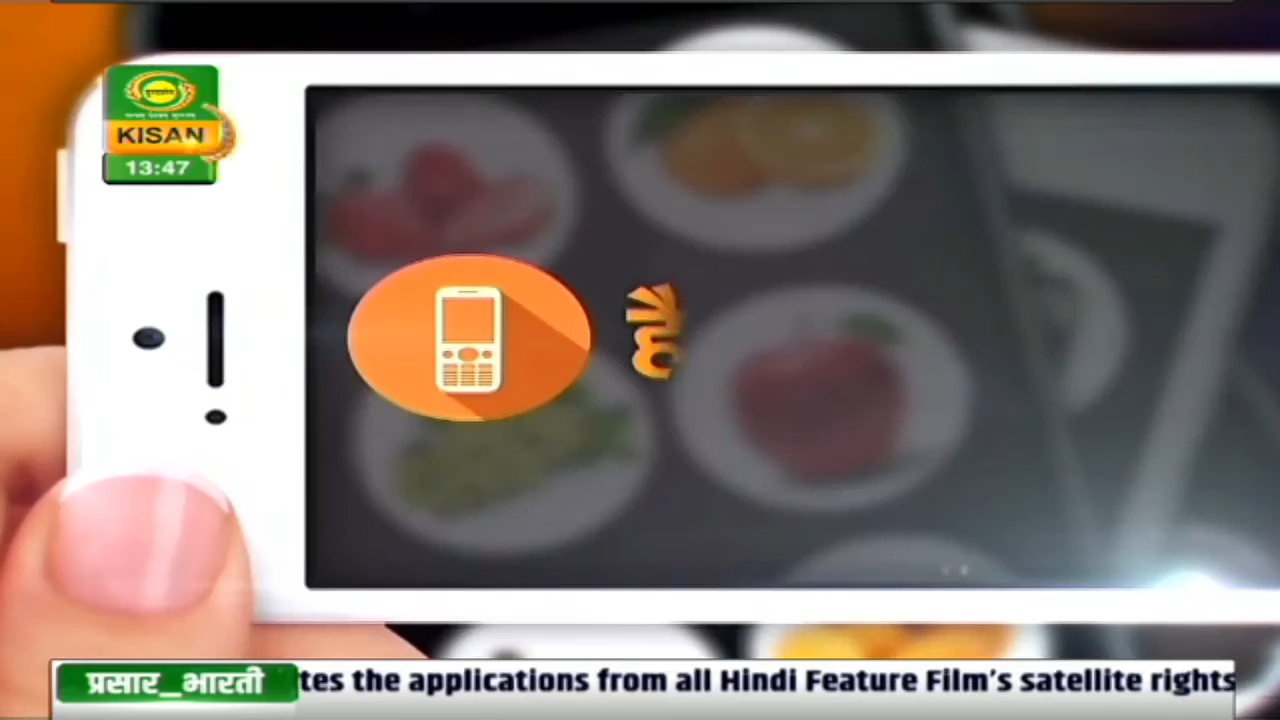 KISAN
13:47
प्रसार_भारती
tes the applications from all Hindi Feature Film's satellite rights